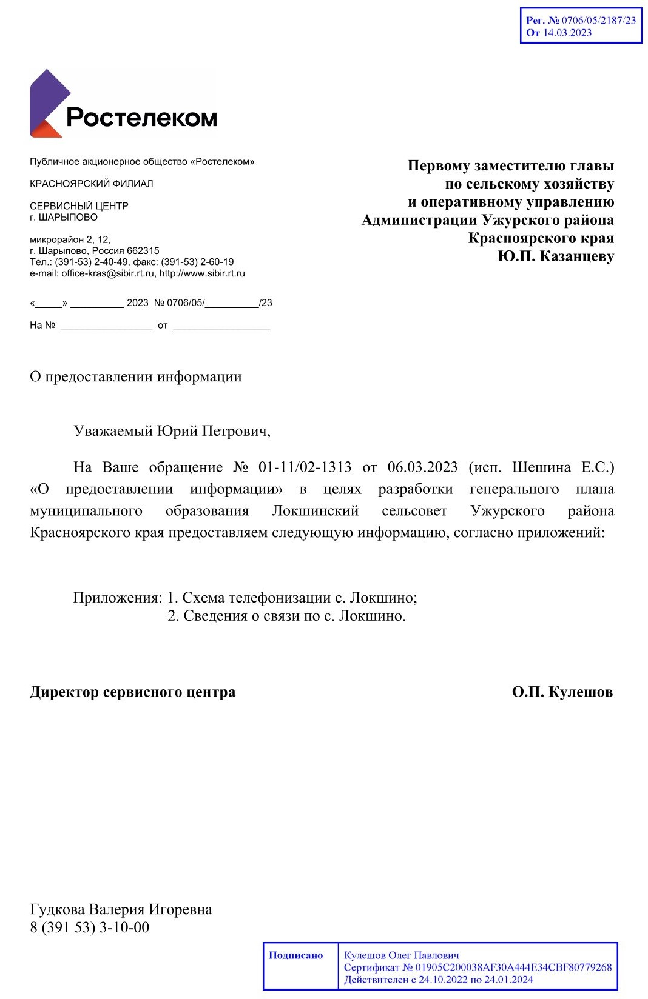 Рег. № 0706/05/2187/23
От 14.03.2023
Ростелеком
Публичное акционерное общество «Ростелеком»
КРАСНОЯРСКИЙ ФИЛИАЛ
СЕРВИСНЫЙ ЦЕНТР
г. ШАРЫПОВО
микрорайон 2, 12,
г. Шарыпово, Россия 662315
Тел.: (391-53) 2-40-49, факс: (391-53) 2-60-19
e-mail: office-kras@sibir.rt.ru, http://www.sibir.rt.ru
«_____» __________ 2023 № 0706/05/__________/23
На № _________________ от __________________
Первому заместителю главы
по сельскому хозяйству
и оперативному управлению
Администрации Ужурского района
Красноярского края
Ю.П. Казанцеву
О предоставлении информации
Уважаемый Юрий Петрович,
На Ваше обращение № 01-11/02-1313 от 06.03.2023 (исп. Шешина Е.С.)
«О предоставлении информации» в целях разработки генерального плана
муниципального образования Локшинский сельсовет Ужурского района
Красноярского края предоставляем следующую информацию, согласно приложений:
Приложения: 1. Схема телефонизации с. Локшино;
2. Сведения о связи по с. Локшино.
Директор сервисного центра О.П. Кулешов
Гудкова Валерия Игоревна
8 (391 53) 3-10-00
Подписано Кулешов Олег Павлович
Сертификат № 01905C200038AF30A444E34CBF80779268
Действителен с 24.10.2022 по 24.01.2024